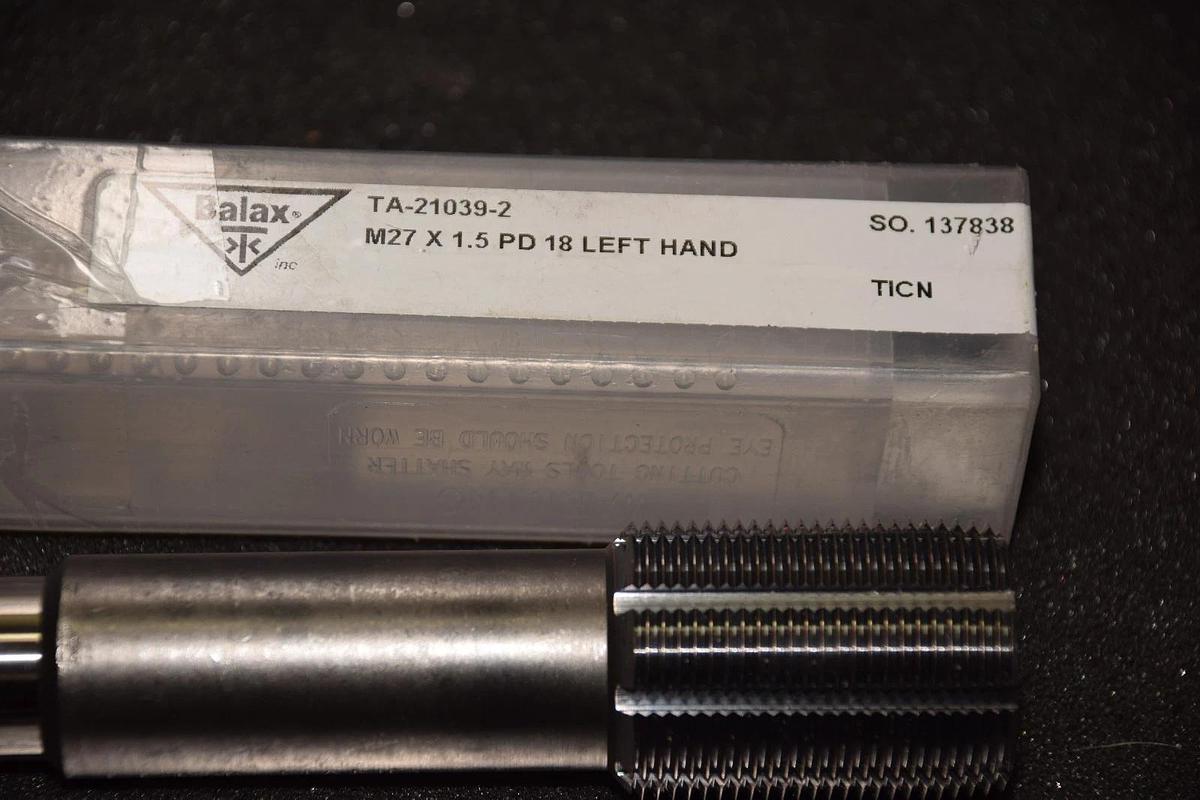 Balax®
inc
TA-21039-2
M27 X 1.5 PD 18 LEFT HAND
SO. 137838
TICN
EYE PROTECTION SHOULD BE WORN
CUTTING TOOLS MAY SHATTER